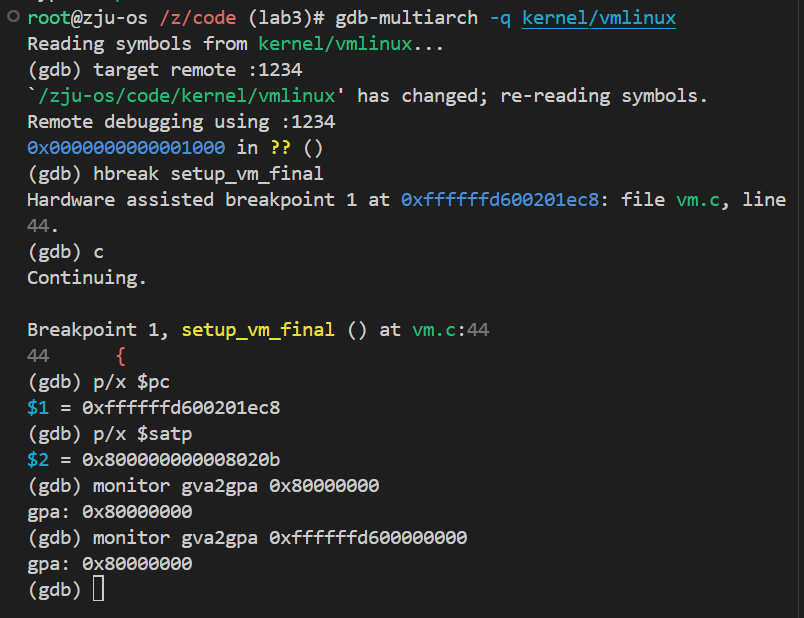 root@zju-os /z/code (lab3)# gdb-multiarch -q kernel/vmlinux
Reading symbols from kernel/vmlinux...
(gdb) target remote :1234
`/zju-os/code/kernel/vmlinux' has changed; re-reading symbols.
Remote debugging using :1234
0x0000000000001000 in ?? ()
(gdb) hbreak setup_vm_final
Hardware assisted breakpoint 1 at 0xffffffd600201ec8: file vm.c, line
44.
(gdb) c
Continuing.

Breakpoint 1, setup_vm_final () at vm.c:44
44      {
(gdb) p/x $pc
$1 = 0xffffffd600201ec8
(gdb) p/x $satp
$2 = 0x800000000008020b
(gdb) monitor gva2gpa 0x80000000
gpa: 0x80000000
(gdb) monitor gva2gpa 0xffffffd600000000
gpa: 0x80000000
(gdb)